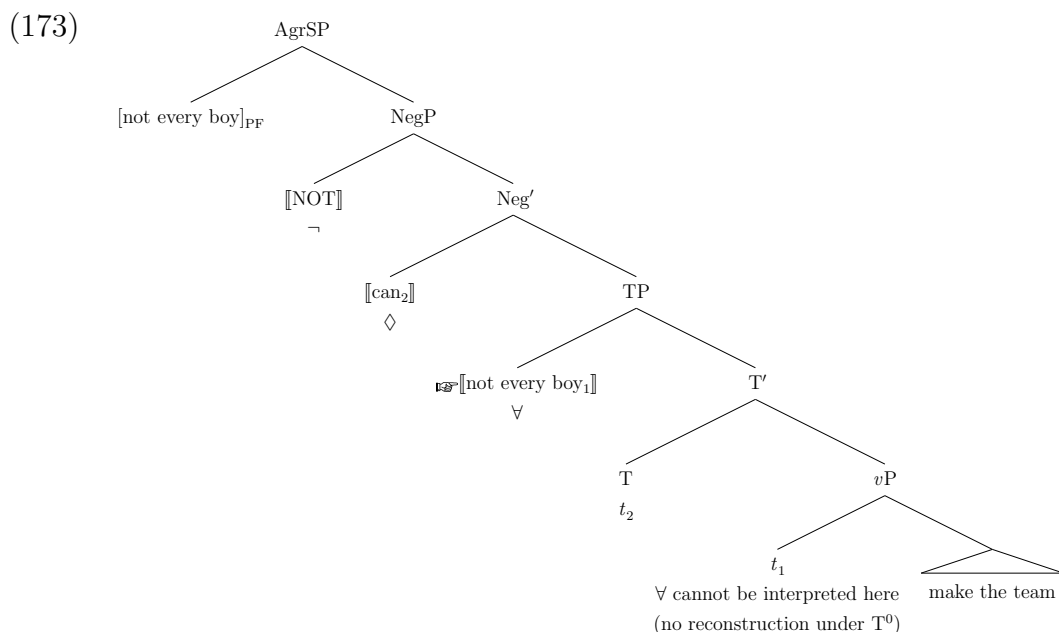 (173)
AgrSP
[not every boy]PF
NegP
⟦NOT⟧
¬
Neg′
⟦can₂⟧
◊
TP
☞⟦not every boy₁⟧
∀
T′
T
t₂
vP
t₁
∀ cannot be interpreted here
(no reconstruction under T⁰)
make the team